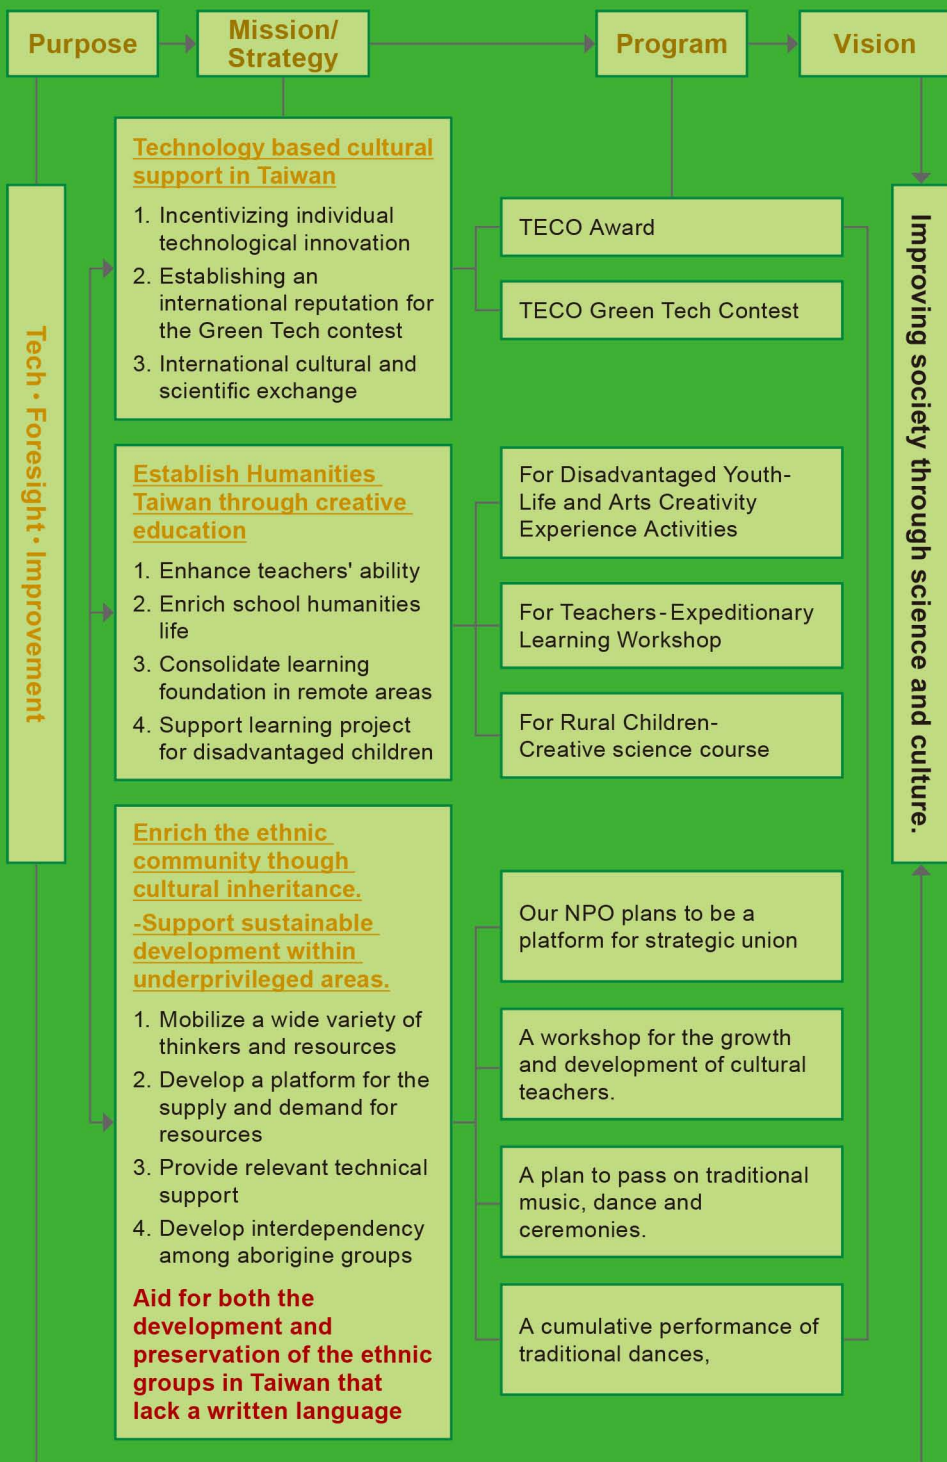 Purpose
Mission/
Strategy
Program
Vision
Tech · Foresight · Improvement
Technology based cultural
support in Taiwan
1. Incentivizing individual
technological innovation
2. Establishing an
international reputation for
the Green Tech contest
3. International cultural and
scientific exchange
TECO Award
TECO Green Tech Contest
Establish Humanities
Taiwan through creative
education
1. Enhance teachers' ability
2. Enrich school humanities
life
3. Consolidate learning
foundation in remote areas
4. Support learning project
for disadvantaged children
For Disadvantaged Youth-
Life and Arts Creativity
Experience Activities
For Teachers-Expeditionary
Learning Workshop
For Rural Children-
Creative science course
Enrich the ethnic
community though
cultural inheritance.
-Support sustainable
development within
underprivileged areas.
1. Mobilize a wide variety of
thinkers and resources
2. Develop a platform for the
supply and demand for
resources
3. Provide relevant technical
support
4. Develop interdependency
among aborigine groups
Aid for both the
development and
preservation of the ethnic
groups in Taiwan that
lack a written language
Our NPO plans to be a
platform for strategic union
A workshop for the growth
and development of cultural
teachers.
A plan to pass on traditional
music, dance and
ceremonies.
A cumulative performance of
traditional dances,
Improving society through science and culture.